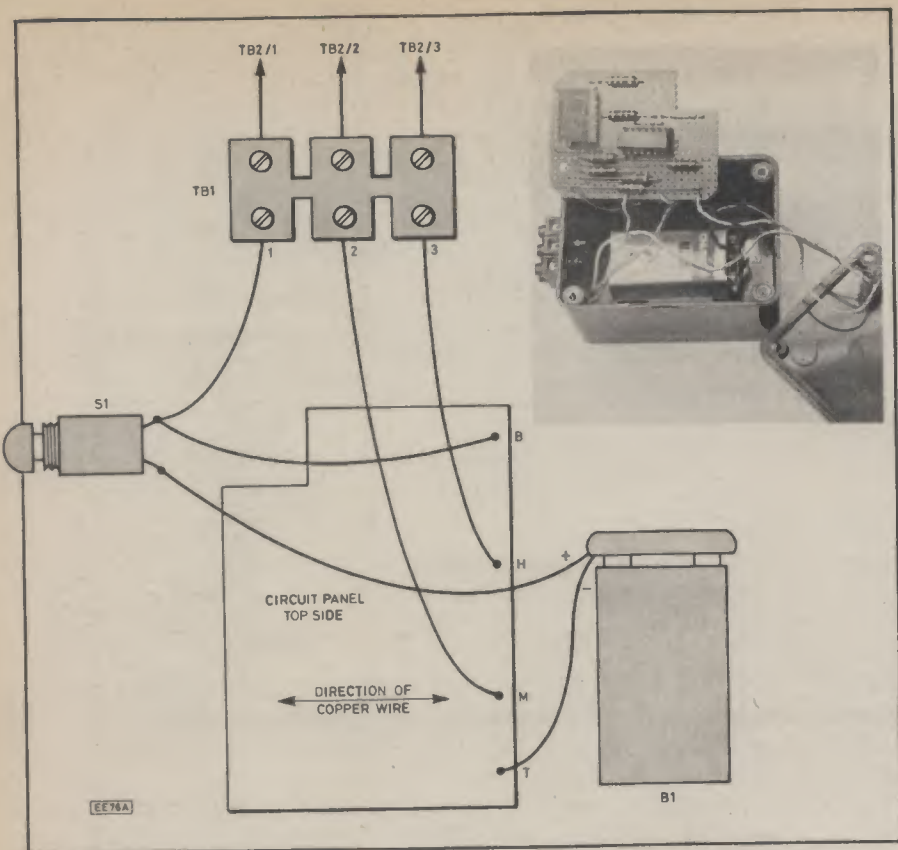 TB2/1 TB2/2 TB2/3
TB1
1 2 3
S1
B
H
+
-
CIRCUIT PANEL
TOP SIDE
M
DIRECTION OF
COPPER WIRE
T
B1
EE76A